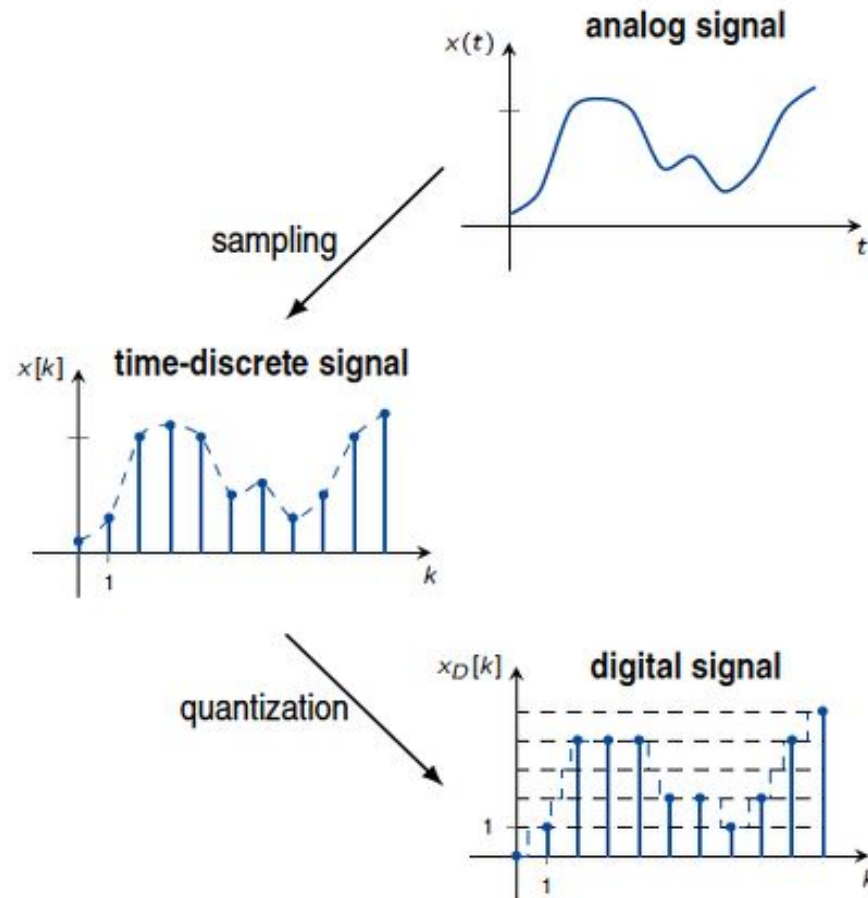 analog signal
x(t)
t
sampling
time-discrete signal
x[k]
1
k
quantization
digital signal
x_D[k]
1
1
k